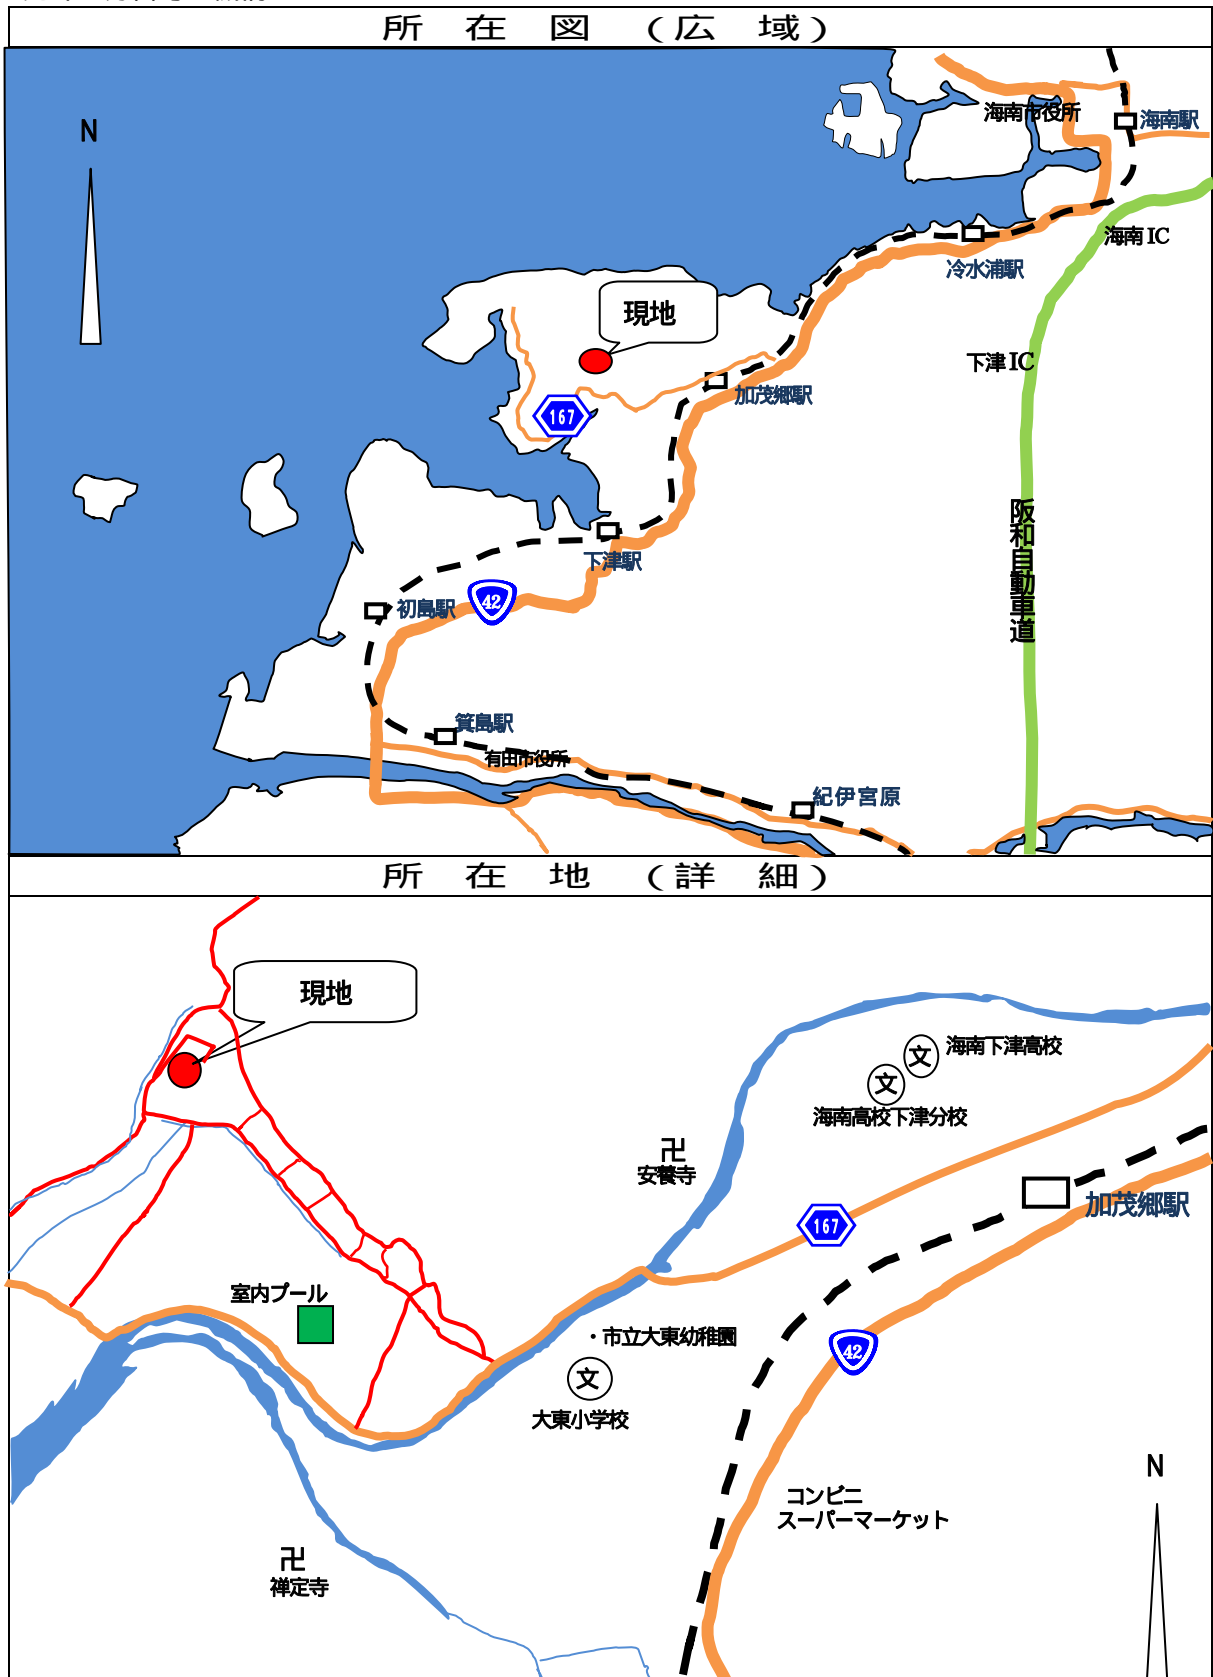 所 在 図 (広 域)
N
海南市役所
海南駅
海南IC
冷水浦駅
現地
下津IC
加茂郷駅
167
阪和自動車道
下津駅
42
初島駅
箕島駅
有田市役所
紀伊宮原
所 在 地 (詳 細)
現地
文
海南下津高校
文
海南高校下津分校
卍
安養寺
加茂郷駅
167
室内プール
・市立大東幼稚園
42
文
大東小学校
N
コンビニ
スーパーマーケット
卍
禅定寺